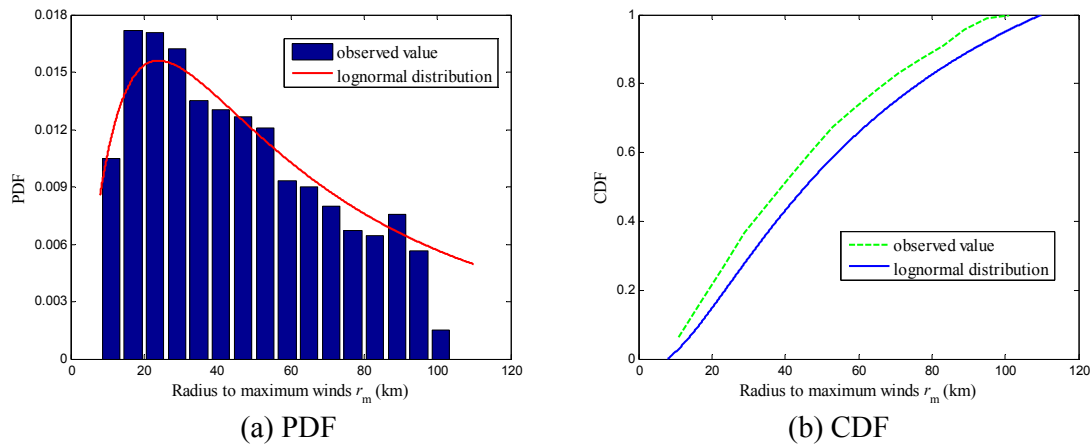 0.018
0.015
0.012
0.009
0.006
0.003
0
PDF
observed value
lognormal distribution
0 20 40 60 80 100 120
Radius to maximum winds r_m (km)
(a) PDF
1
0.8
0.6
0.4
0.2
0
CDF
observed value
lognormal distribution
0 20 40 60 80 100 120
Radius to maximum winds r_m (km)
(b) CDF